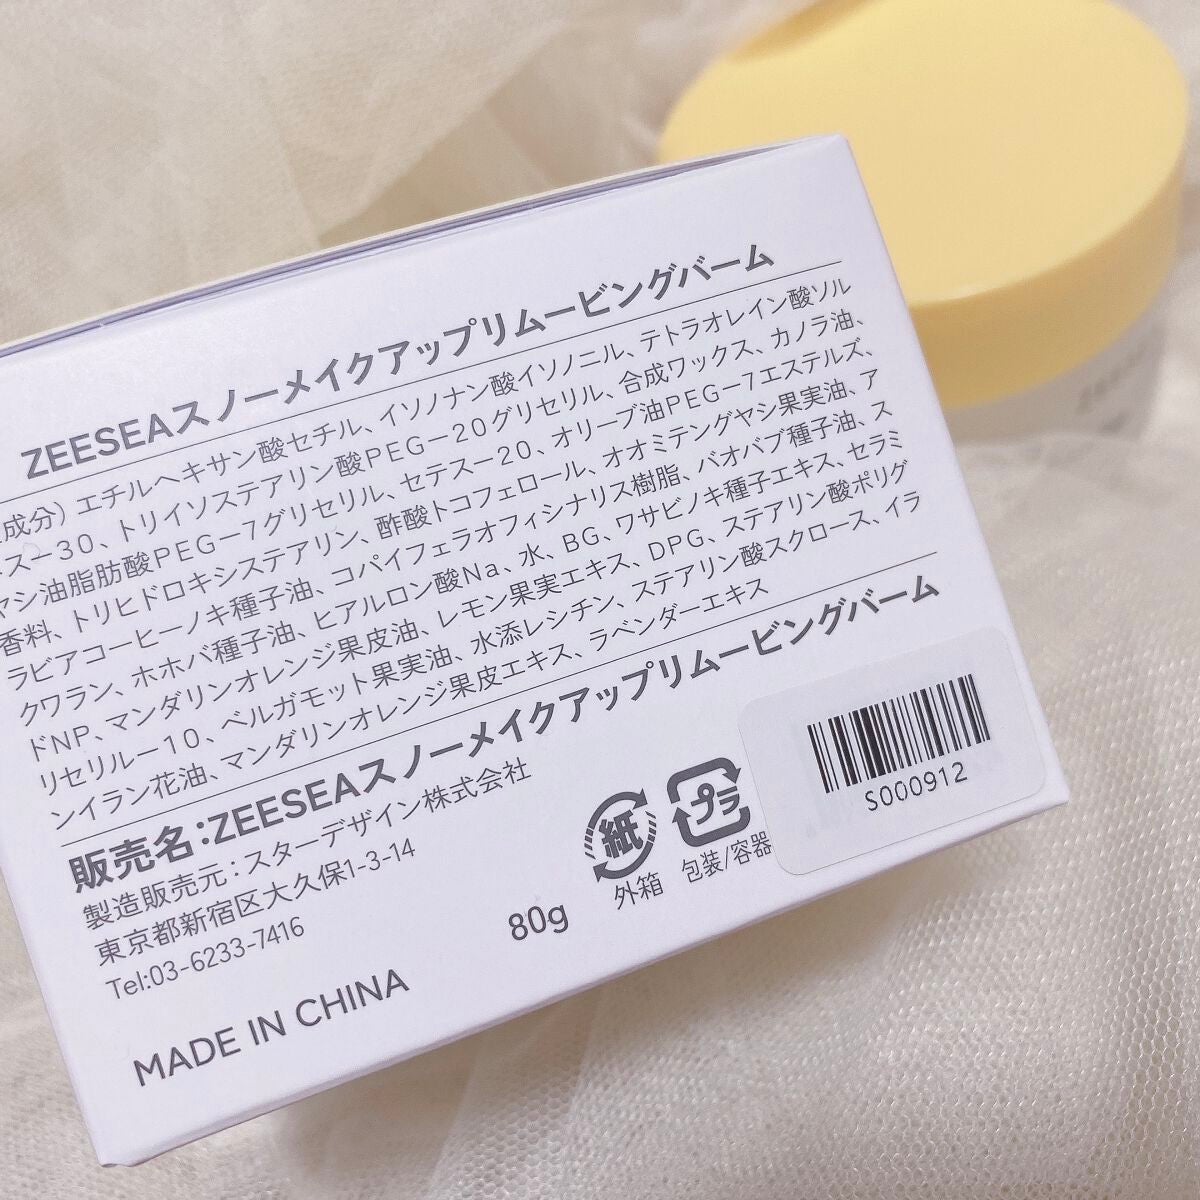 ZEESEAスノーメイクアップリムービングバーム
成分）エチルヘキサン酸セチル、イソノナン酸イソノニル、テトラオレイン酸ソル
ス−30、トリイソステアリン酸PEG−20グリセリル、合成ワックス、カノラ油、
ヤシ油脂肪酸PEG−7グリセリル、セテス−20、オリーブ油PEG−7エステルズ、
香料、トリヒドロキシステアリン、酢酸トコフェロール、オオミテングヤシ果実油、ア
ラビアコーヒーノキ種子油、コパイフェラオフィシナリス樹脂、バオバブ種子油、ス
クワラン、ホホバ種子油、ヒアルロン酸Na、水、BG、ワサビノキ種子エキス、セラミ
ドNP、マンダリンオレンジ果皮油、レモン果実エキス、DPG、ステアリン酸ポリグ
リセリル−10、ベルガモット果実油、水添レシチン、ステアリン酸スクロース、イラ
ンイラン花油、マンダリンオレンジ果皮エキス、ラベンダーエキス
販売名：ZEESEAスノーメイクアップリムービングバーム
製造販売元：スターデザイン株式会社
東京都新宿区大久保1-3-14
Tel:03-6233-7416
80g
紙
外箱
プラ
包装/容器
S000912
MADE IN CHINA